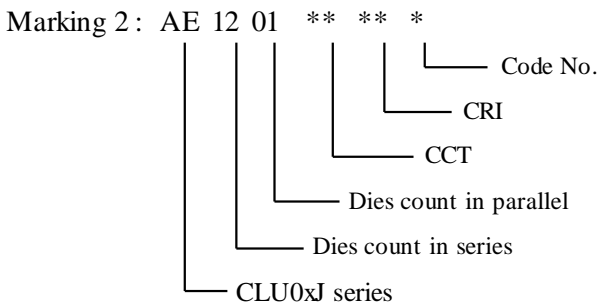 Marking 2 : AE 12 01 ** ** *
Code No.
CRI
CCT
Dies count in parallel
Dies count in series
CLU0xJ series